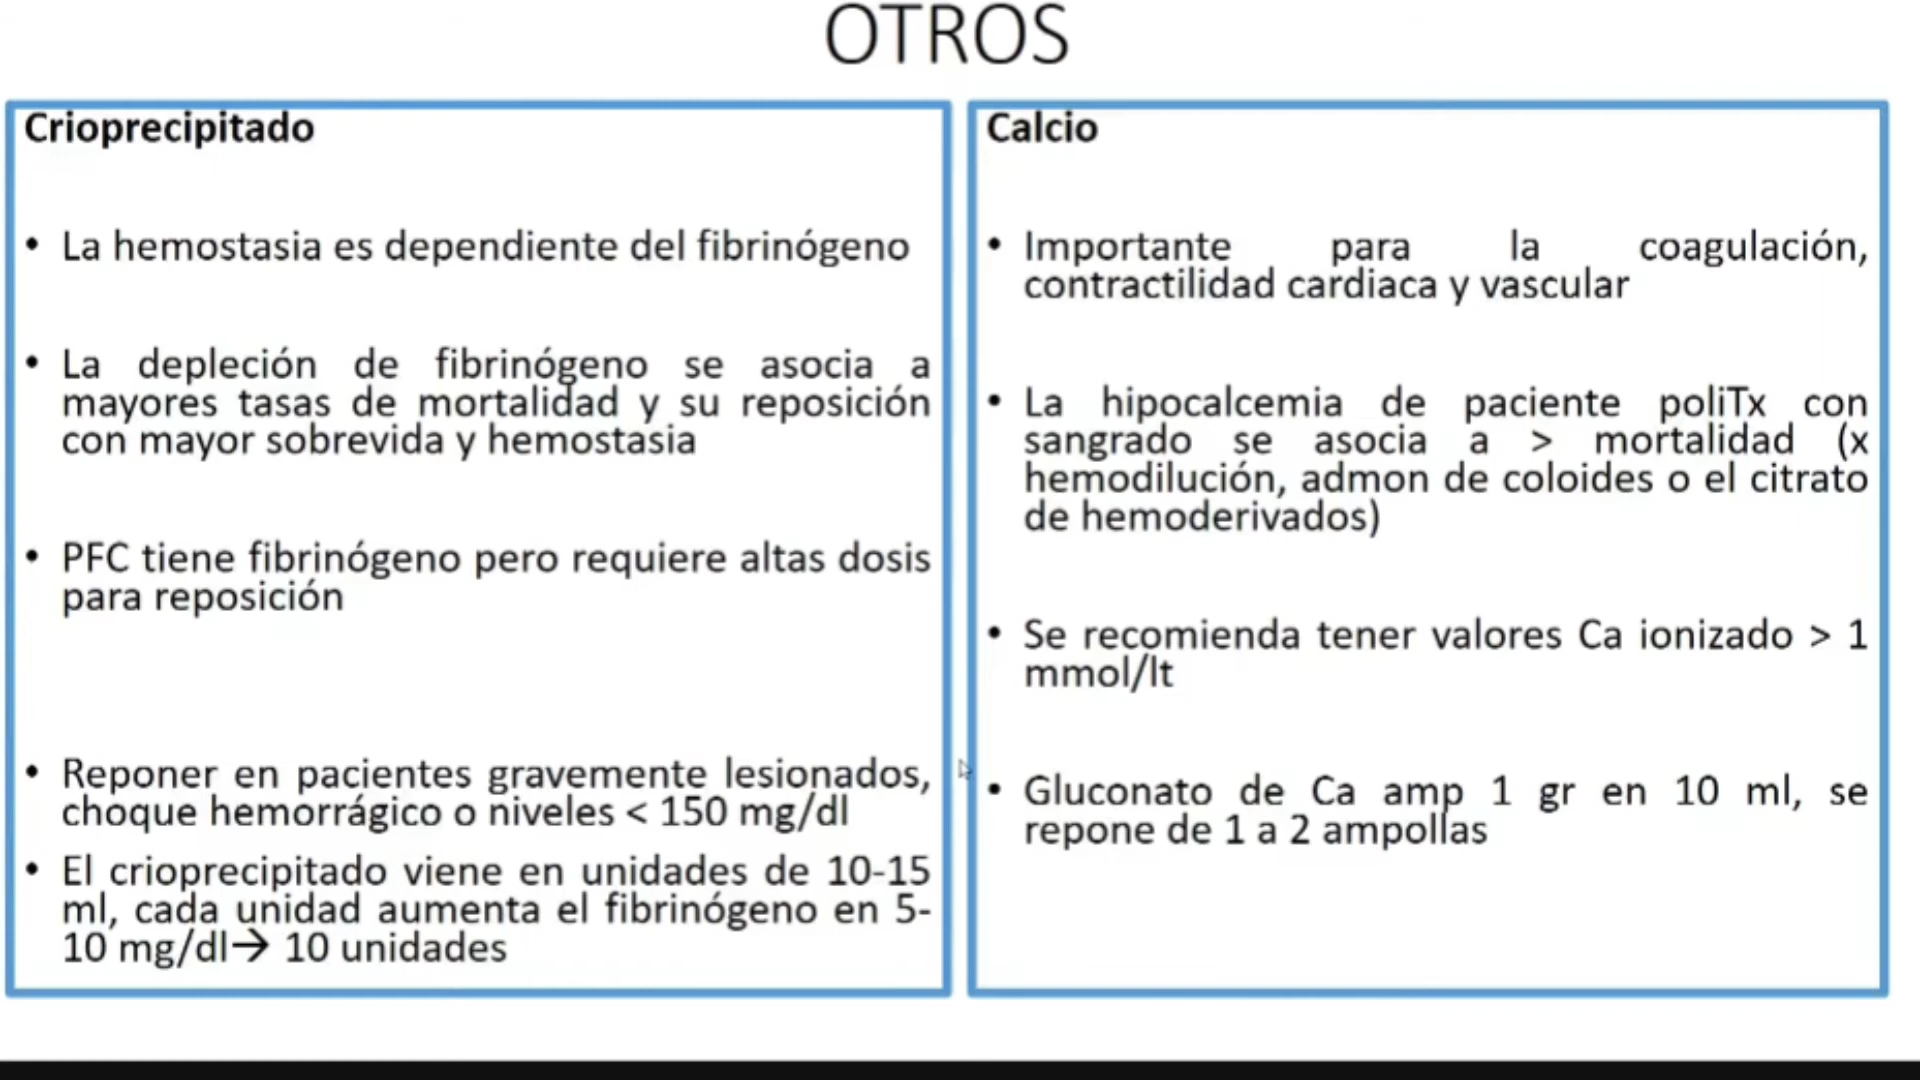 OTROS
Crioprecipitado
• La hemostasia es dependiente del fibrinógeno
• La depleción de fibrinógeno se asocia a
mayores tasas de mortalidad y su reposición
con mayor sobrevida y hemostasia
• PFC tiene fibrinógeno pero requiere altas dosis
para reposición
• Reponer en pacientes gravemente lesionados,
choque hemorrágico o niveles < 150 mg/dl
• El crioprecipitado viene en unidades de 10-15
ml, cada unidad aumenta el fibrinógeno en 5-
10 mg/dl→ 10 unidades
Calcio
• Importante para la coagulación,
contractilidad cardiaca y vascular
• La hipocalcemia de paciente poliTx con
sangrado se asocia a > mortalidad (x
hemodilución, admon de coloides o el citrato
de hemoderivados)
• Se recomienda tener valores Ca ionizado > 1
mmol/lt
• Gluconato de Ca amp 1 gr en 10 ml, se
repone de 1 a 2 ampollas